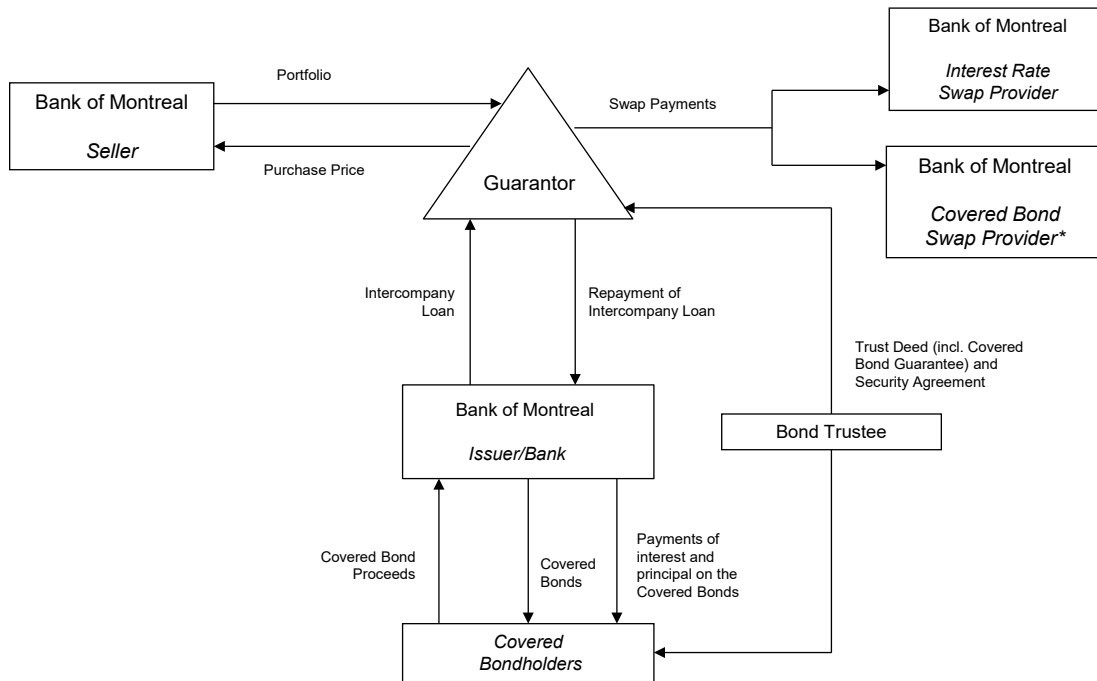 Bank of Montreal
Interest Rate
Swap Provider
Portfolio
Bank of Montreal
Seller
Swap Payments
Purchase Price
Guarantor
Bank of Montreal
Covered Bond
Swap Provider*
Intercompany
Loan
Repayment of
Intercompany Loan
Trust Deed (incl. Covered
Bond Guarantee) and
Security Agreement
Bank of Montreal
Issuer/Bank
Bond Trustee
Covered Bond
Proceeds
Covered
Bonds
Payments of
interest and
principal on the
Covered Bonds
Covered
Bondholders